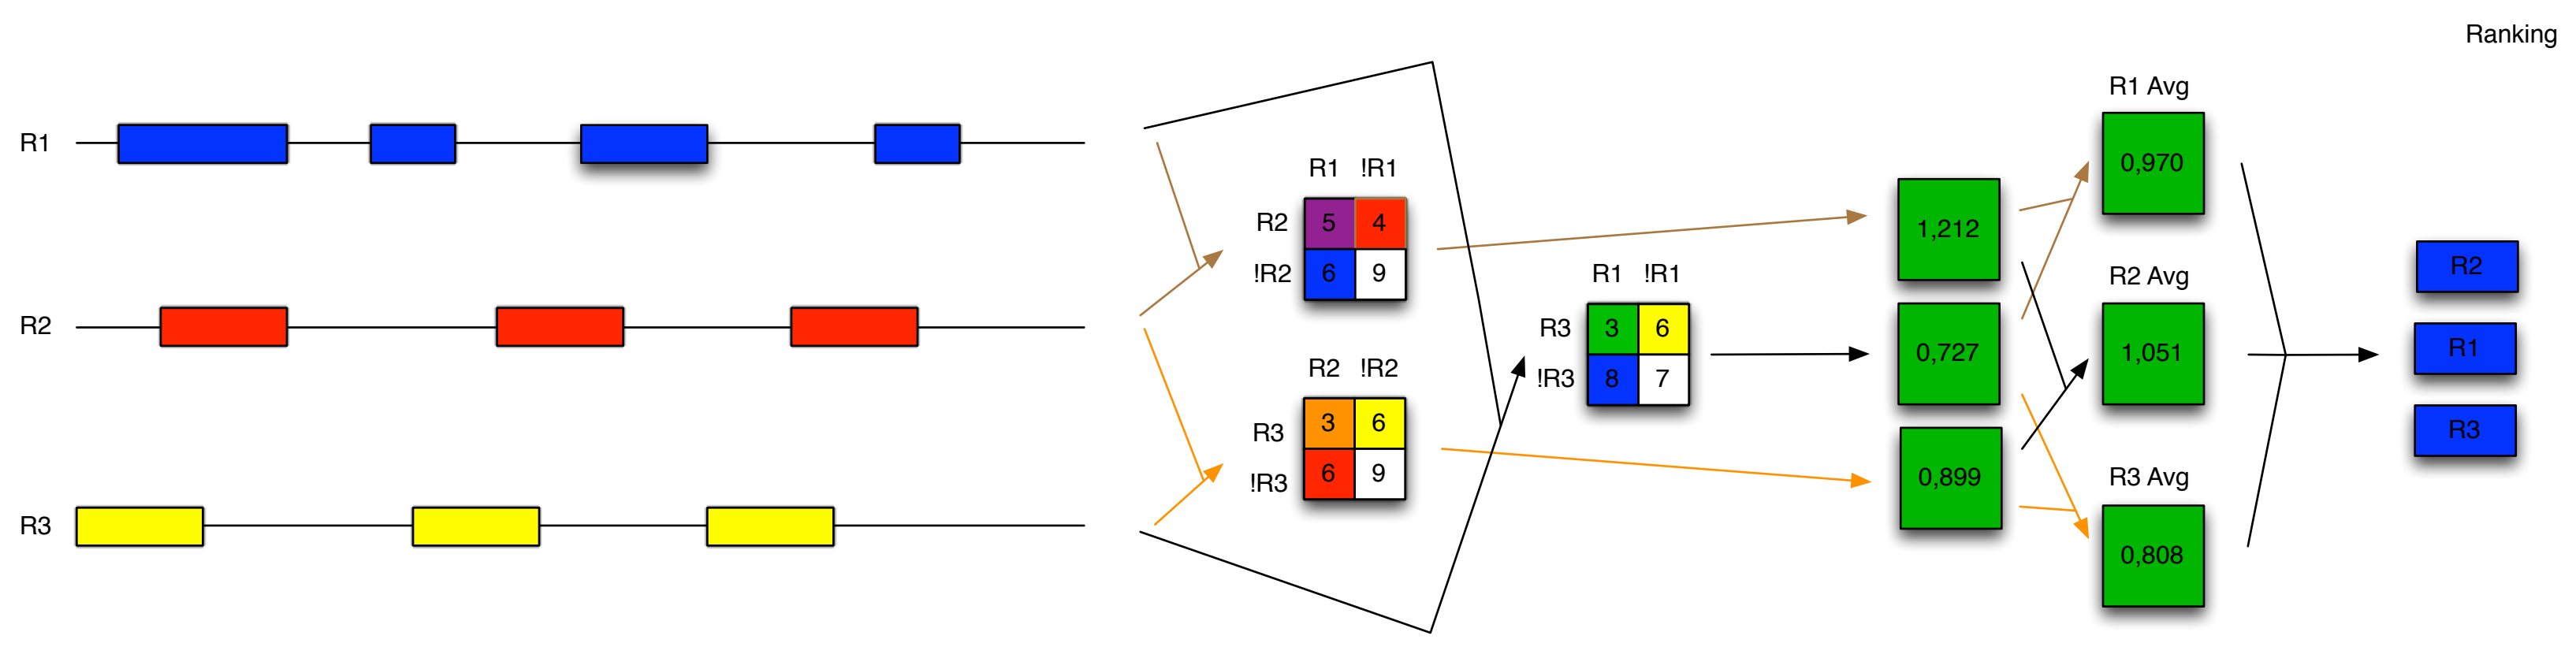 Ranking
R1
R2
R3
R1 !R1
R2 5 4
!R2 6 9
R2 !R2
R3 3 6
!R3 6 9
R1 !R1
R3 3 6
!R3 8 7
1,212
0,727
0,899
R1 Avg
0,970
R2 Avg
1,051
R3 Avg
0,808
R2
R1
R3